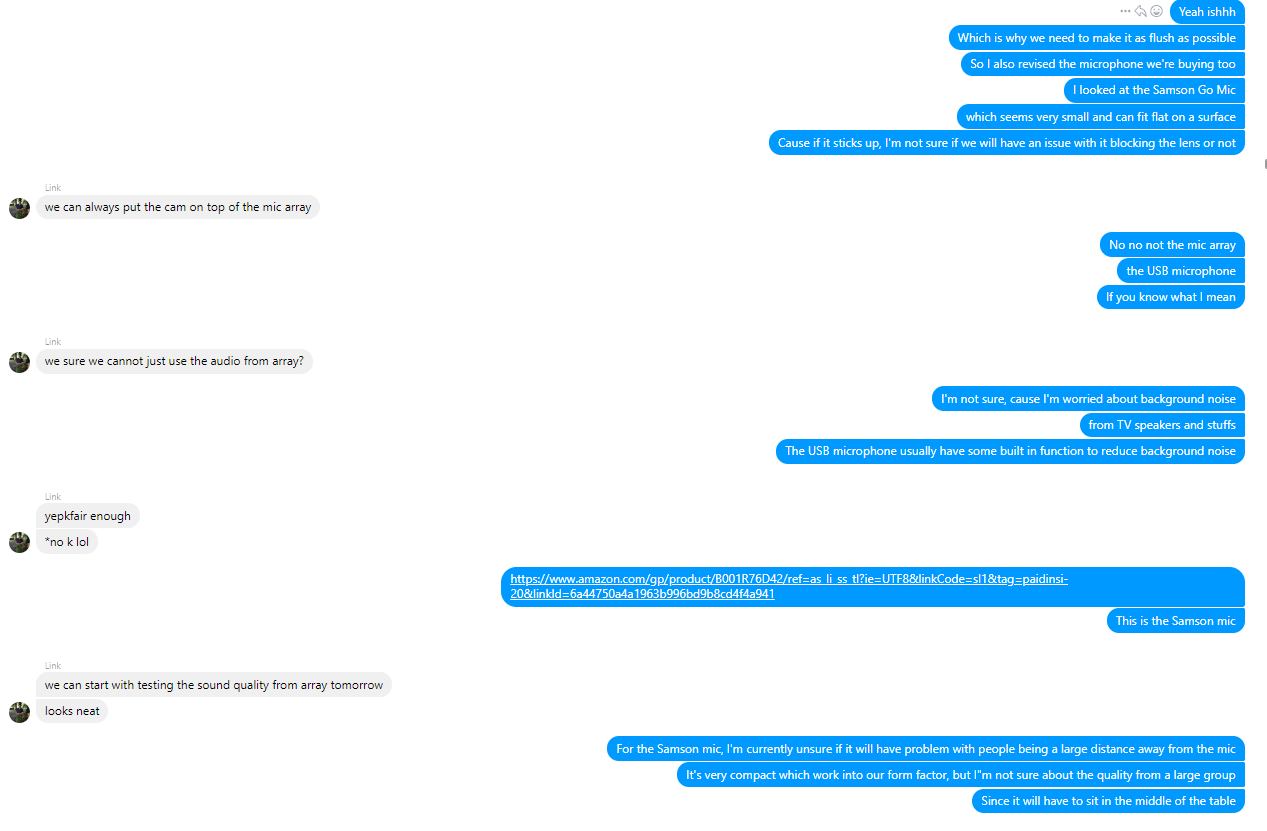 Yeah ishhh
Which is why we need to make it as flush as possible
So I also revised the microphone we're buying too
I looked at the Samson Go Mic
which seems very small and can fit flat on a surface
Cause if it sticks up, I'm not sure if we will have an issue with it blocking the lens or not
Link
we can always put the cam on top of the mic array
No no not the mic array
the USB microphone
If you know what I mean
Link
we sure we cannot just use the audio from array?
I'm not sure, cause I'm worried about background noise
from TV speakers and stuffs
The USB microphone usually have some built in function to reduce background noise
Link
yepkfair enough
*no k lol
https://www.amazon.com/gp/product/B001R76D42/ref=as_li_ss_tl?ie=UTF8&linkCode=sl1&tag=paidinsi-
20&linkId=6a44750a4a1963b996bd9b8cd4f4a941
This is the Samson mic
Link
we can start with testing the sound quality from array tomorrow
looks neat
For the Samson mic, I'm currently unsure if it will have problem with people being a large distance away from the mic
It's very compact which work into our form factor, but I"m not sure about the quality from a large group
Since it will have to sit in the middle of the table